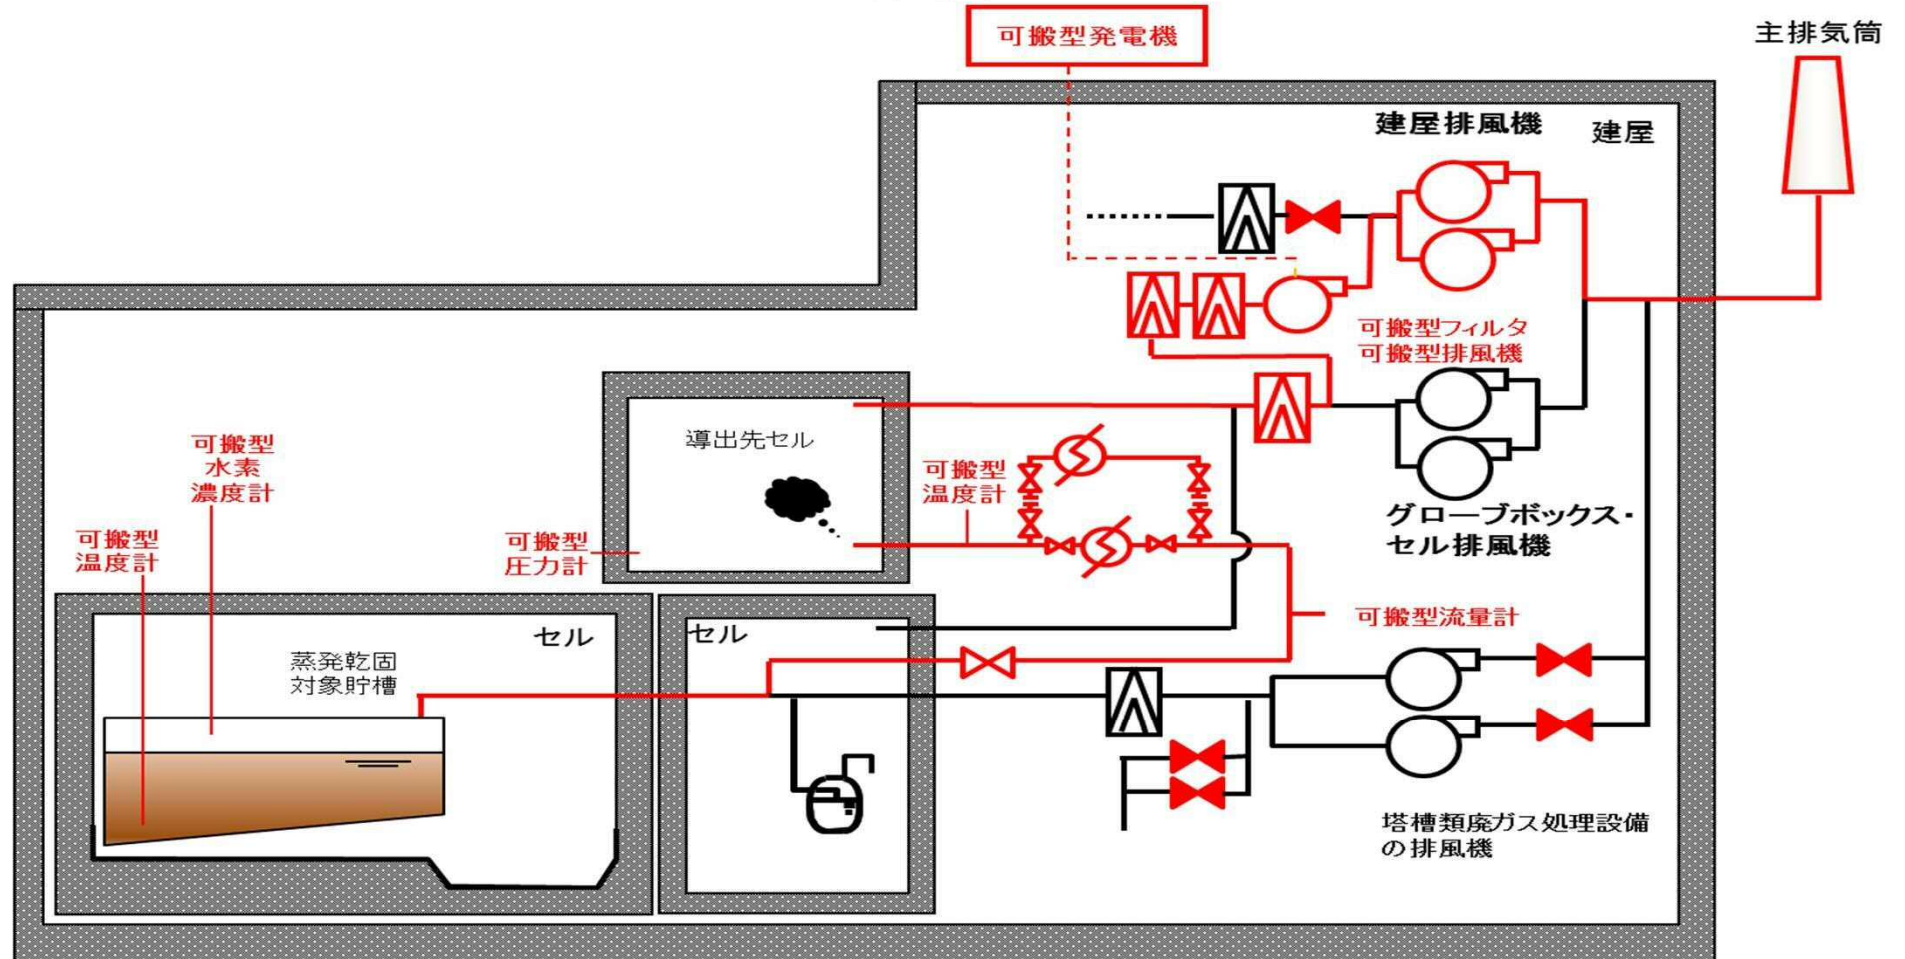 可搬型発電機
主排気筒
建屋排風機
建屋
可搬型フィルタ
可搬型排風機
導出先セル
可搬型
水素
濃度計
可搬型
温度計
可搬型
圧力計
可搬型
温度計
グローブボックス・
セル排風機
可搬型流量計
セル
セル
蒸発乾固
対象貯槽
塔槽類廃ガス処理設備
の排風機